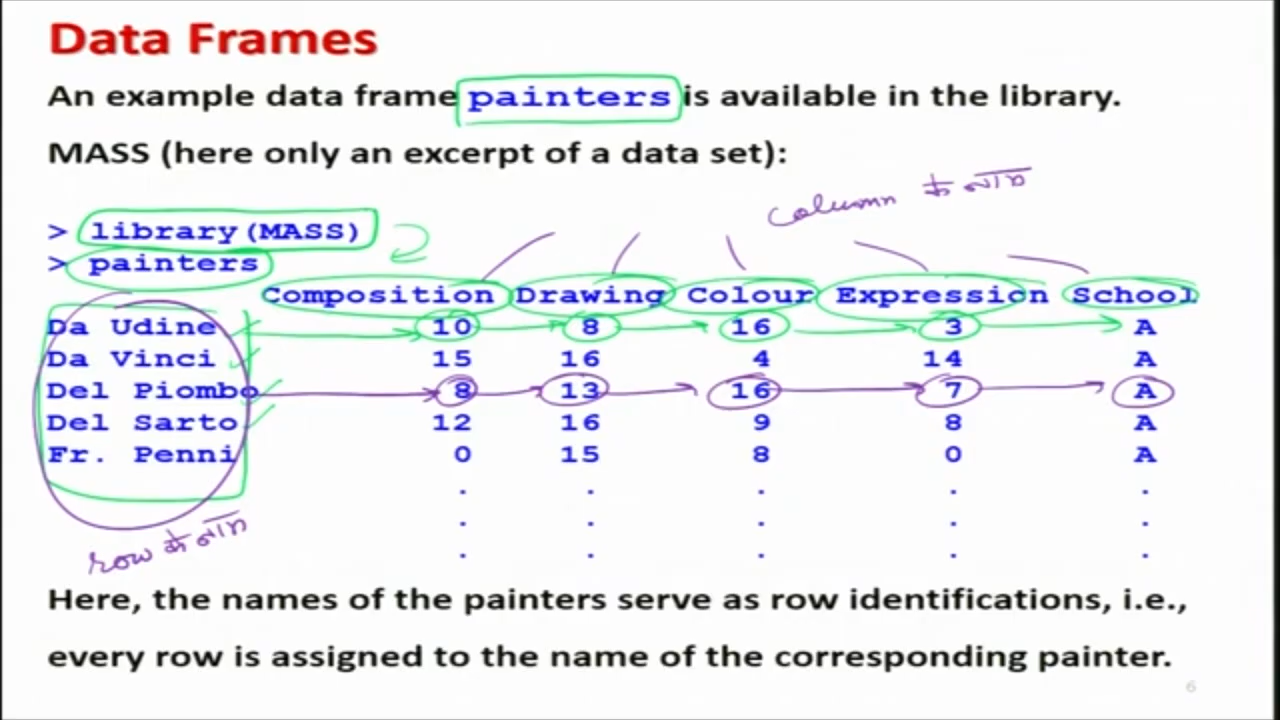 Data Frames
An example data frame painters is available in the library.
MASS (here only an excerpt of a data set):
column के नाम
> library(MASS)
> painters
Composition Drawing Colour Expression School
Da Udine 10 8 16 3 A
Da Vinci 15 16 4 14 A
Del Piombo 8 13 16 7 A
Del Sarto 12 16 9 8 A
Fr. Penni 0 15 8 0 A
. . . . .
. . . . .
. . . . .
row के नाम
Here, the names of the painters serve as row identifications, i.e.,
every row is assigned to the name of the corresponding painter.
6